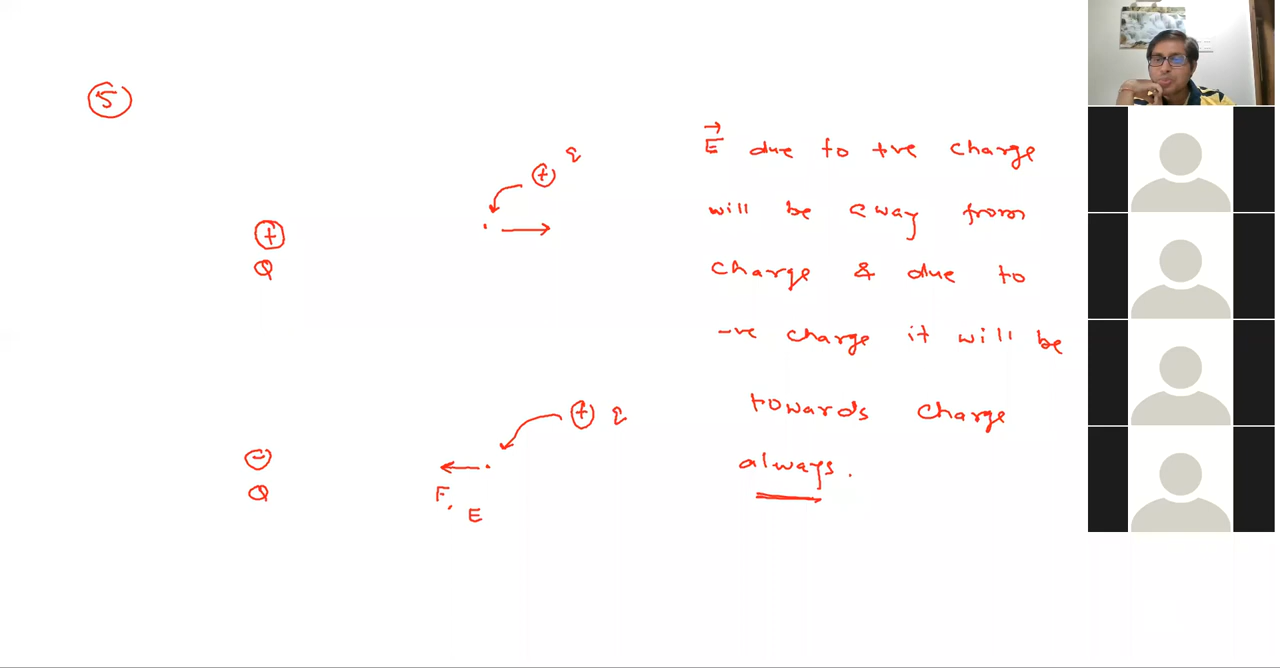 5
+ q
+
Q
E due to +ve charge
will be away from
charge & due to
-ve charge it will be
towards charge
always.
+ q
-
Q
F, E